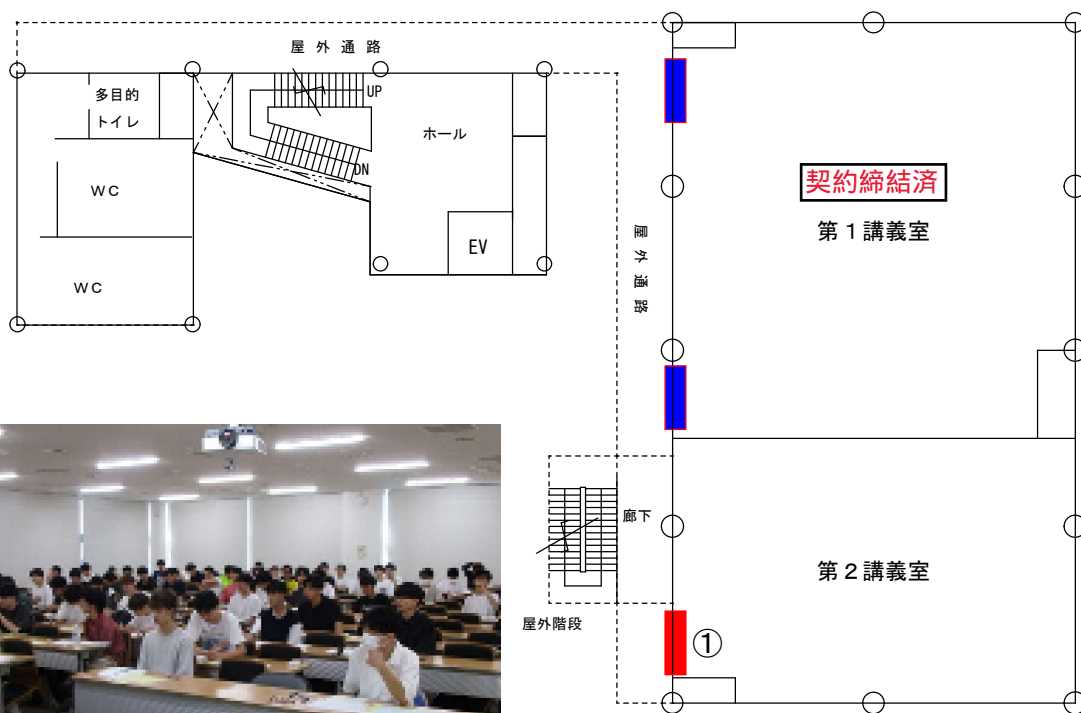 屋外通路
多目的
トイレ
UP
ホール
DN
WC
EV
WC
屋外通路
契約締結済
第1講義室
廊下
屋外階段
第2講義室
①